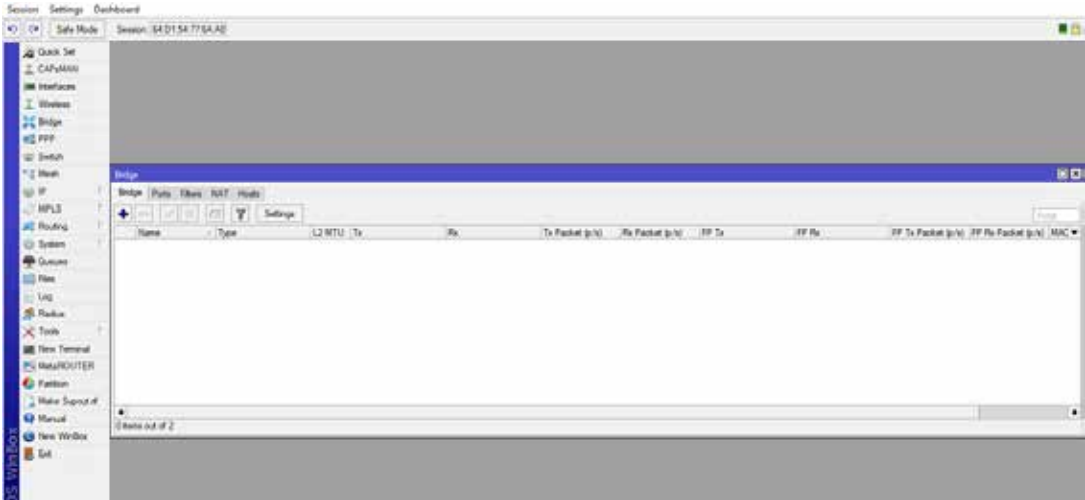 Session Settings Dashboard
Safe Mode Session: 64:D1:54:77:6A:A8
Quick Set
CAPsMAN
Interfaces
Wireless
Bridge
PPP
Switch
Mesh
IP
MPLS
Routing
System
Queues
Files
Log
Radius
Tools
New Terminal
MetaROUTER
Partition
Make Supout.rif
Manual
New WinBox
Exit
OS WinBox
Bridge
Bridge Ports Filters NAT Hosts
Settings Find
Name Type L2 MTU Tx Rx Tx Packet (p/s) Rx Packet (p/s) FP Tx FP Rx FP Tx Packet (p/s) FP Rx Packet (p/s) MAC
0 items out of 2